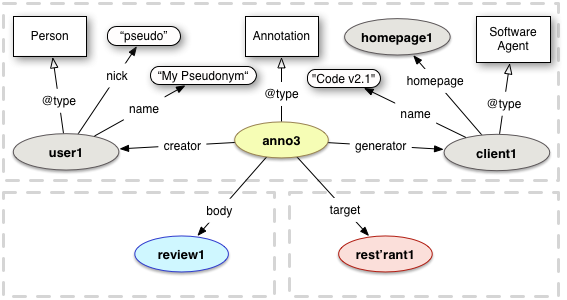 Person
“pseudo”
Annotation
homepage1
Software
Agent
nick
“My Pseudonym“
"Code v2.1"
homepage
@type
name
@type
name
@type
user1
creator
anno3
generator
client1
body
target
review1
rest’rant1